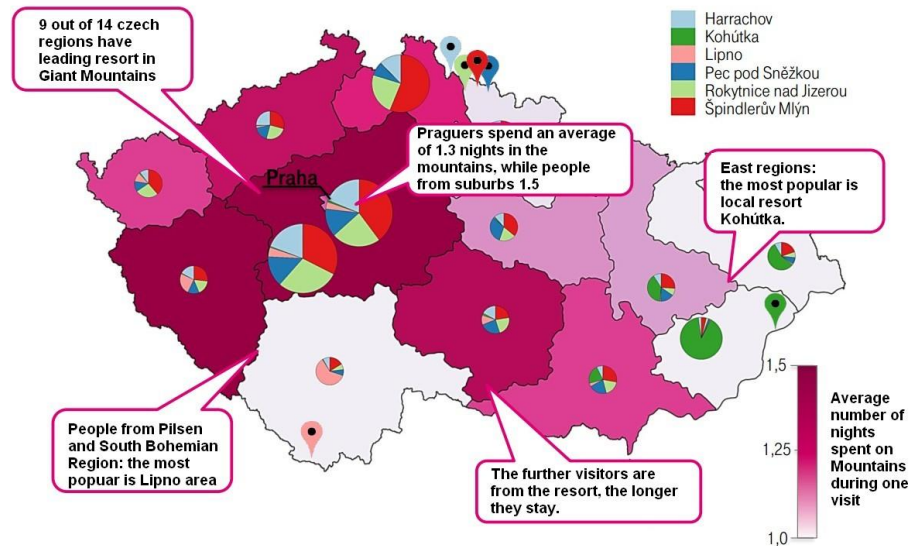 9 out of 14 czech
regions have
leading resort in
Giant Mountains
Harrachov
Kohútka
Lipno
Pec pod Sněžkou
Rokytnice nad Jizerou
Špindlerův Mlýn
Praguers spend an average
of 1.3 nights in the
mountains, while people
from suburbs 1.5
Praha
East regions:
the most popular is
local resort
Kohútka.
People from Pilsen
and South Bohemian
Region: the most
popuar is Lipno area
The further visitors are
from the resort, the longer
they stay.
1,5
1,25
1,0
Average
number of
nights
spent on
Mountains
during one
visit